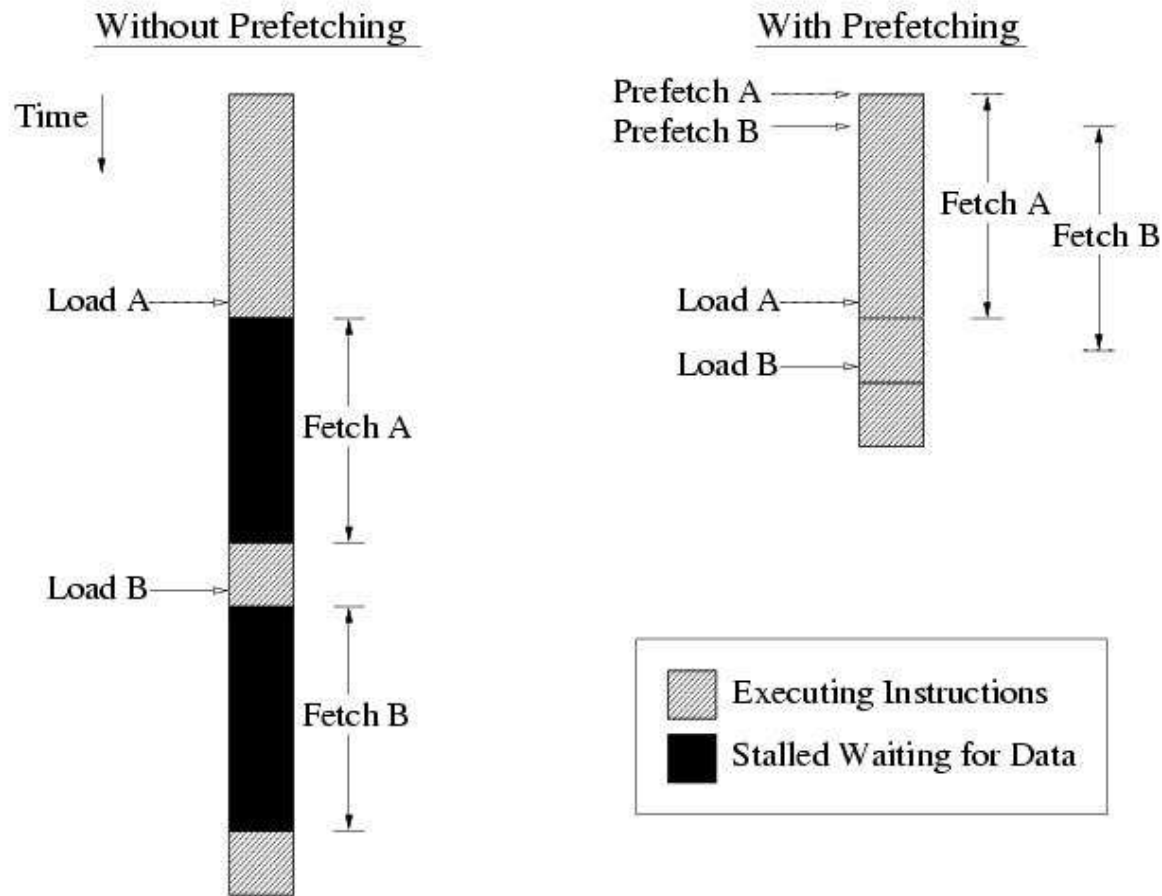 Without Prefetching
Time
Load A
Fetch A
Load B
Fetch B
With Prefetching
Prefetch A
Prefetch B
Fetch A
Fetch B
Load A
Load B
Executing Instructions
Stalled Waiting for Data